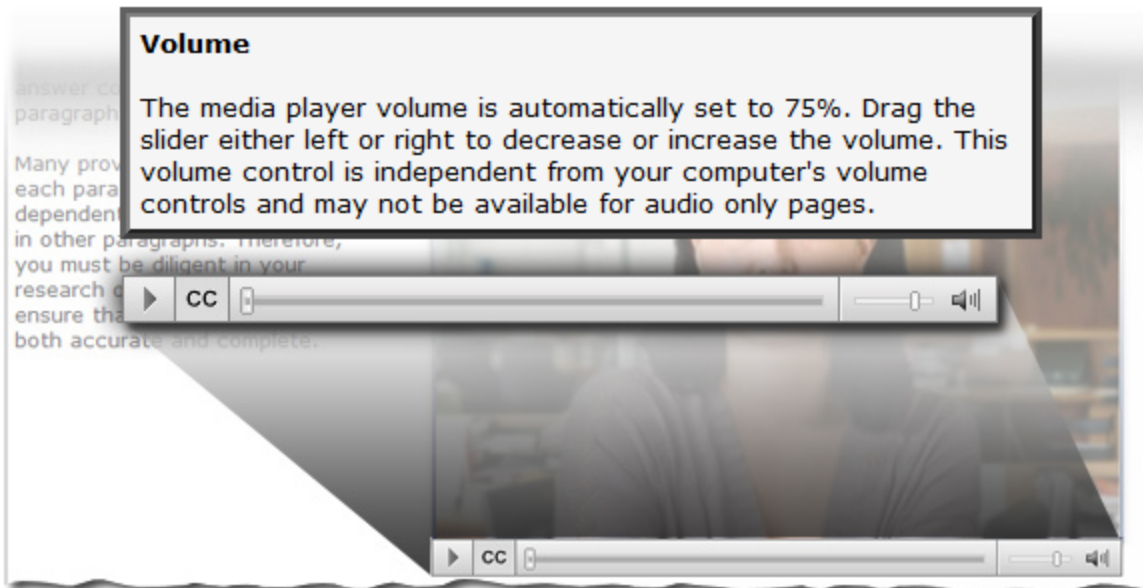 Volume
The media player volume is automatically set to 75%. Drag the
slider either left or right to decrease or increase the volume. This
volume control is independent from your computer's volume
controls and may not be available for audio only pages.
answer
paragraph
Many prov
each para
dependent
in other paragraphs. Therefore,
you must be diligent in your
research
ensure tha
both accurate and complete.
CC
CC